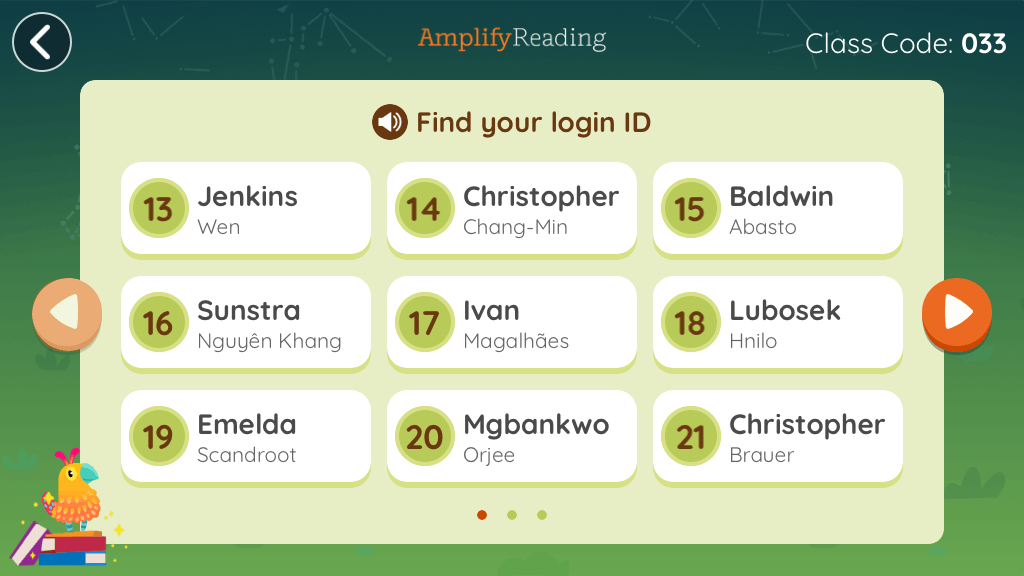 AmplifyReading
Class Code: 033
Find your login ID
13 Jenkins
Wen
14 Christopher
Chang-Min
15 Baldwin
Abasto
16 Sunstra
Nguyên Khang
17 Ivan
Magalhães
18 Lubosek
Hnilo
19 Emelda
Scandroot
20 Mgbankwo
Orjee
21 Christopher
Brauer